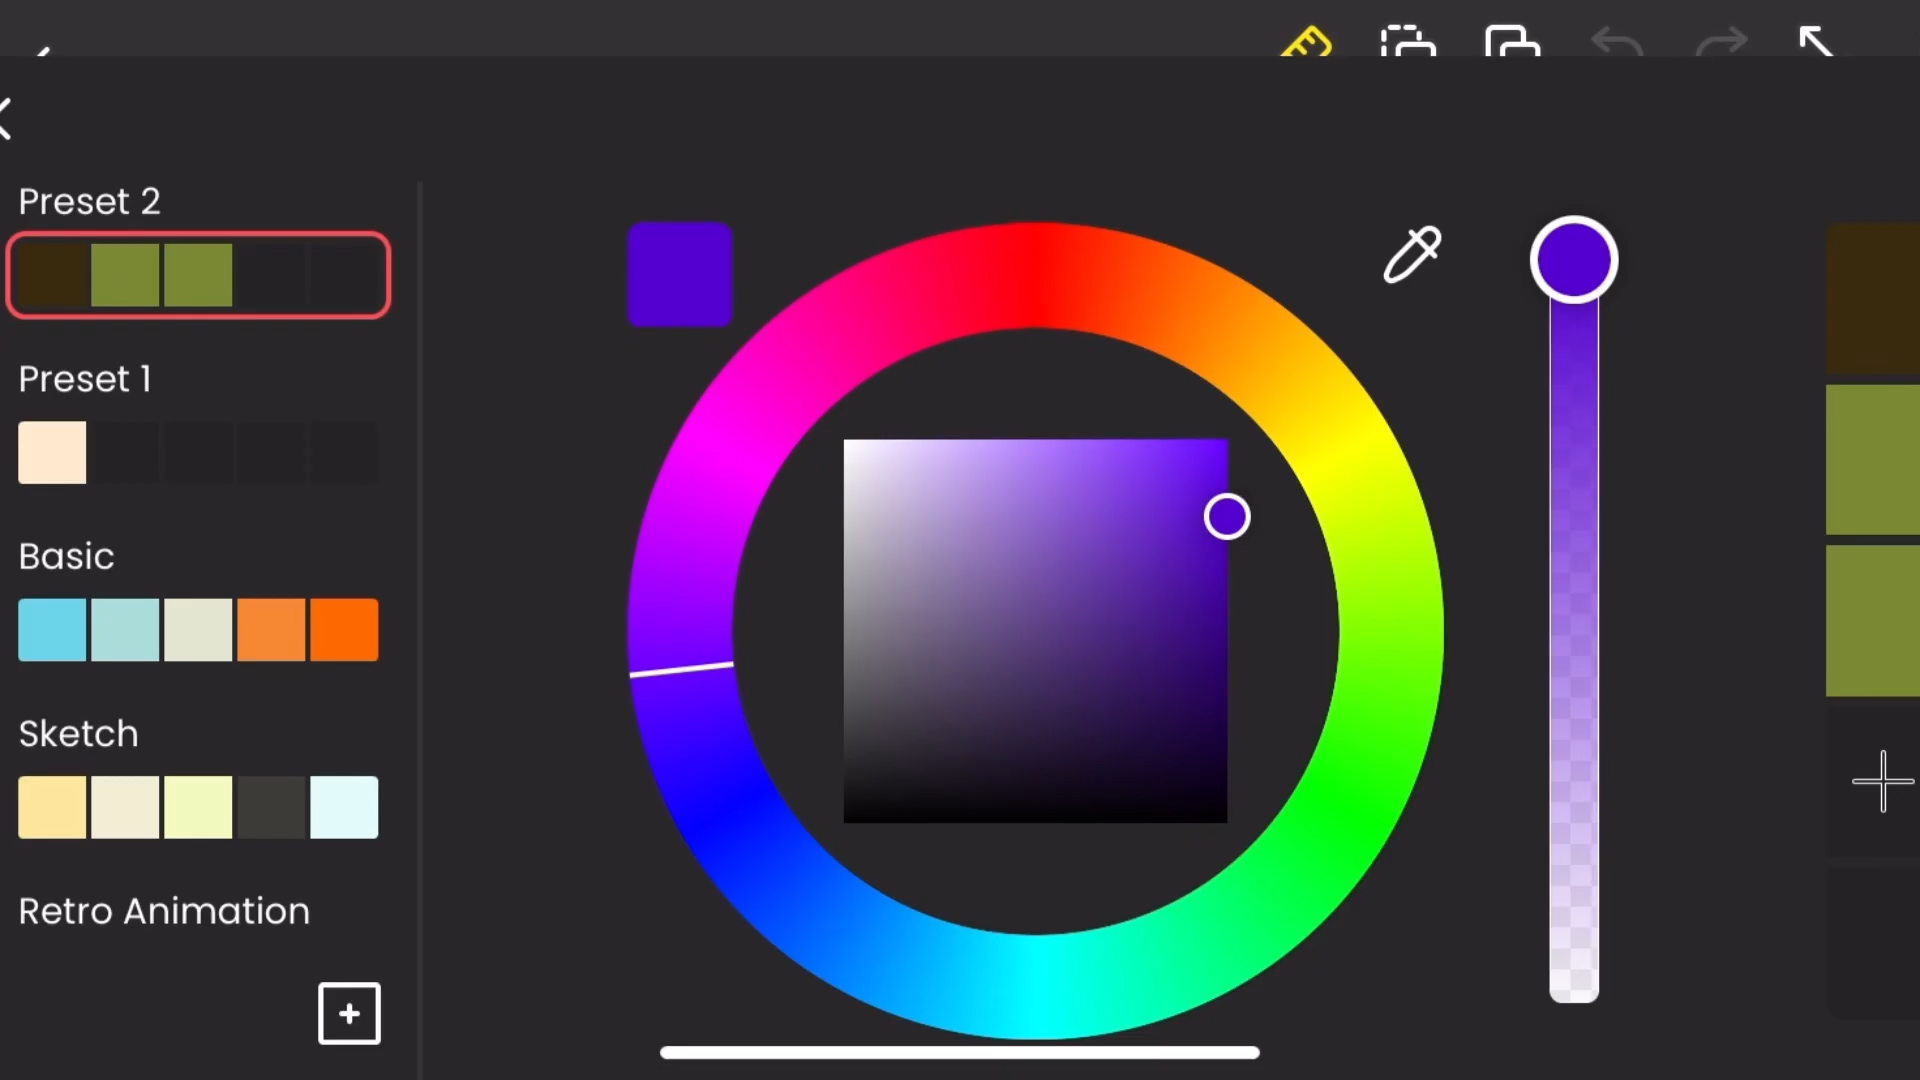 Preset 2
Preset 1
Basic
Sketch
Retro Animation